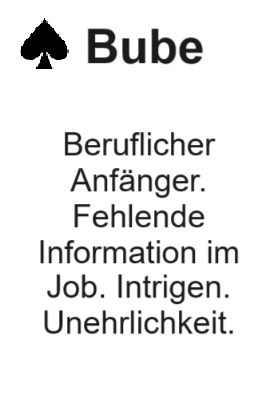 ♠ Bube
Beruflicher
Anfänger.
Fehlende
Information im
Job. Intrigen.
Unehrlichkeit.